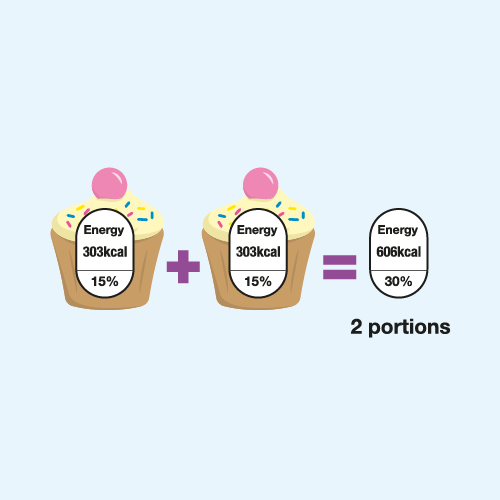 Energy
303kcal
15%
+
Energy
303kcal
15%
=
Energy
606kcal
30%
2 portions